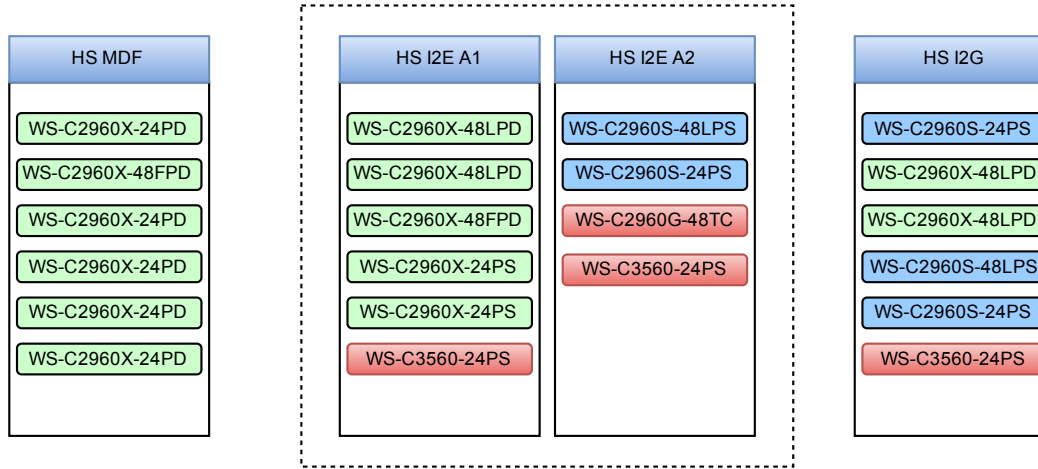 HS MDF
WS-C2960X-24PD
WS-C2960X-48FPD
WS-C2960X-24PD
WS-C2960X-24PD
WS-C2960X-24PD
WS-C2960X-24PD
HS I2E A1
WS-C2960X-48LPD
WS-C2960X-48LPD
WS-C2960X-48FPD
WS-C2960X-24PS
WS-C2960X-24PS
WS-C3560-24PS
HS I2E A2
WS-C2960S-48LPS
WS-C2960S-24PS
WS-C2960G-48TC
WS-C3560-24PS
HS I2G
WS-C2960S-24PS
WS-C2960X-48LPD
WS-C2960X-48LPD
WS-C2960S-48LPS
WS-C2960S-24PS
WS-C3560-24PS